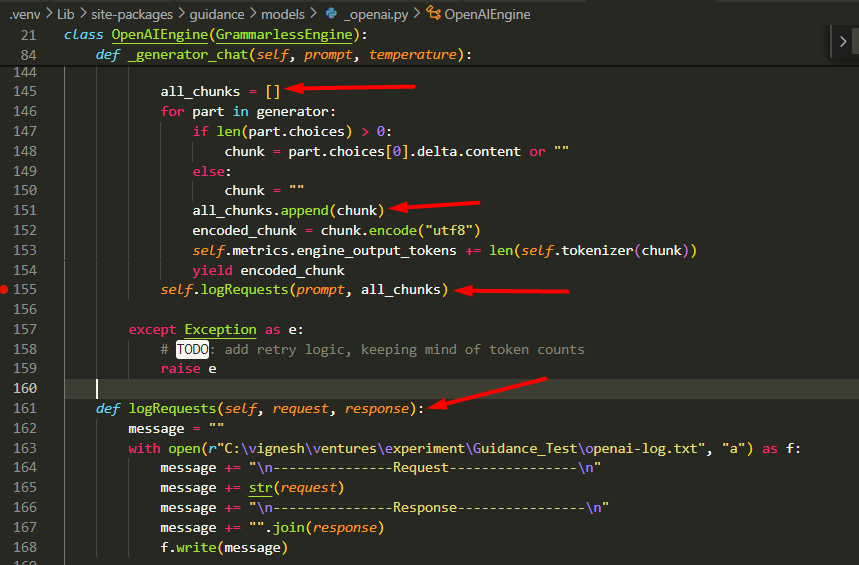 .venv > Lib > site-packages > guidance > models > _openai.py > OpenAIEngine
21 class OpenAIEngine(GrammarlessEngine):
84     def _generator_chat(self, prompt, temperature):
144
145             all_chunks = []
146             for part in generator:
147                 if len(part.choices) > 0:
148                     chunk = part.choices[0].delta.content or ""
149                 else:
150                     chunk = ""
151                 all_chunks.append(chunk)
152                 encoded_chunk = chunk.encode("utf8")
153                 self.metrics.engine_output_tokens += len(self.tokenizer(chunk))
154                 yield encoded_chunk
155             self.logRequests(prompt, all_chunks)
156
157         except Exception as e:
158             # TODO: add retry logic, keeping mind of token counts
159             raise e
160
161     def logRequests(self, request, response):
162         message = ""
163         with open(r"C:\vignesh\ventures\experiment\Guidance_Test\openai-log.txt", "a") as f:
164             message += "\n---------------Request----------------\n"
165             message += str(request)
166             message += "\n---------------Response----------------\n"
167             message += "".join(response)
168             f.write(message)
169